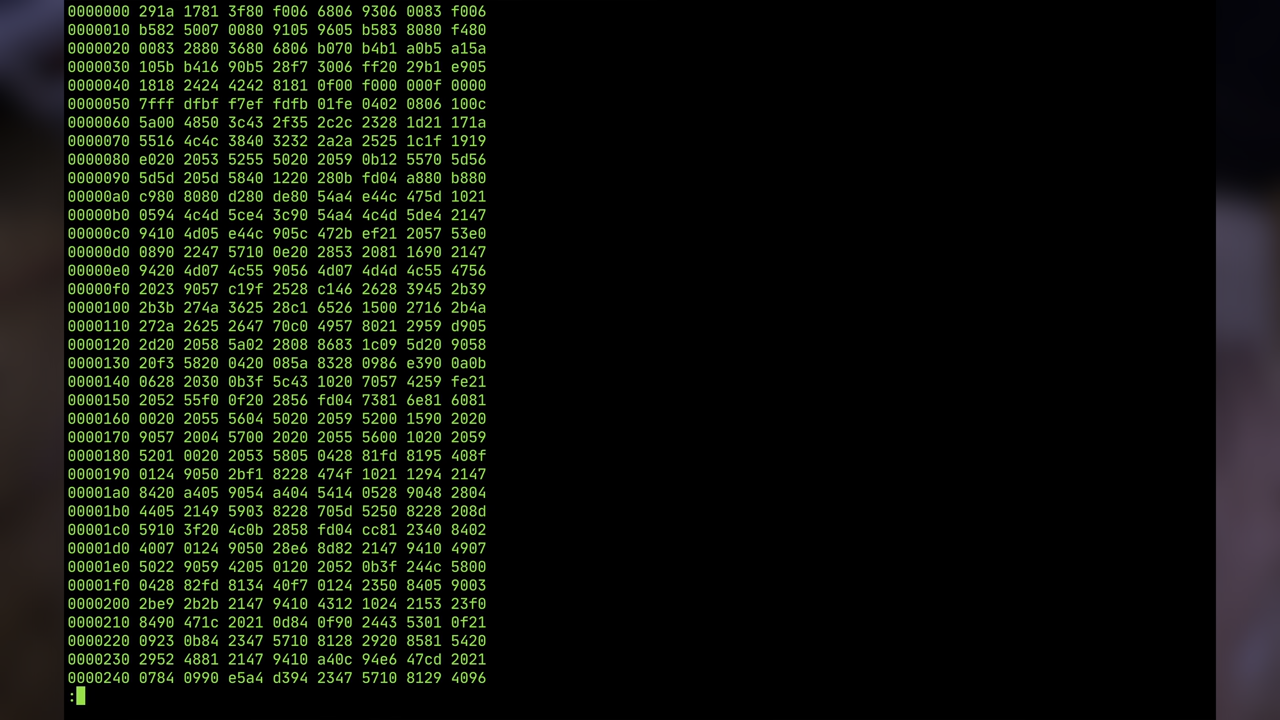 0000000 291a 1781 3f80 f006 6806 9306 0083 f006
0000010 b582 5007 0080 9105 9605 b583 8080 f480
0000020 0083 2880 3680 6806 b070 b4b1 a0b5 a15a
0000030 105b b416 90b5 28f7 3006 ff20 29b1 e905
0000040 1818 2424 4242 8181 0f00 f000 000f 0000
0000050 7fff dfbf f7ef fdfb 01fe 0402 0806 100c
0000060 5a00 4850 3c43 2f35 2c2c 2328 1d21 171a
0000070 5516 4c4c 3840 3232 2a2a 2525 1c1f 1919
0000080 e020 2053 5255 5020 2059 0b12 5570 5d56
0000090 5d5d 205d 5840 1220 280b fd04 a880 b880
00000a0 c980 8080 d280 de80 54a4 e44c 475d 1021
00000b0 0594 4c4d 5ce4 3c90 54a4 4c4d 5de4 2147
00000c0 9410 4d05 e44c 905c 472b ef21 2057 53e0
00000d0 0890 2247 5710 0e20 2853 2081 1690 2147
00000e0 9420 4d07 4c55 9056 4d07 4d4d 4c55 4756
00000f0 2023 9057 c19f 2528 c146 2628 3945 2b39
0000100 2b3b 274a 3625 28c1 6526 1500 2716 2b4a
0000110 272a 2625 2647 70c0 4957 8021 2959 d905
0000120 2d20 2058 5a02 2808 8683 1c09 5d20 9058
0000130 20f3 5820 0420 085a 8328 0986 e390 0a0b
0000140 0628 2030 0b3f 5c43 1020 7057 4259 fe21
0000150 2052 55f0 0f20 2856 fd04 7381 6e81 6081
0000160 0020 2055 5604 5020 2059 5200 1590 2020
0000170 9057 2004 5700 2020 2055 5600 1020 2059
0000180 5201 0020 2053 5805 0428 81fd 8195 408f
0000190 0124 9050 2bf1 8228 474f 1021 1294 2147
00001a0 8420 a405 9054 a404 5414 0528 9048 2804
00001b0 4405 2149 5903 8228 705d 5250 8228 208d
00001c0 5910 3f20 4c0b 2858 fd04 cc81 2340 8402
00001d0 4007 0124 9050 28e6 8d82 2147 9410 4907
00001e0 5022 9059 4205 0120 2052 0b3f 244c 5800
00001f0 0428 82fd 8134 40f7 0124 2350 8405 9003
0000200 2be9 2b2b 2147 9410 4312 1024 2153 23f0
0000210 8490 471c 2021 0d84 0f90 2443 5301 0f21
0000220 0923 0b84 2347 5710 8128 2920 8581 5420
0000230 2952 4881 2147 9410 a40c 94e6 47cd 2021
0000240 0784 0990 e5a4 d394 2347 5710 8129 4096
: